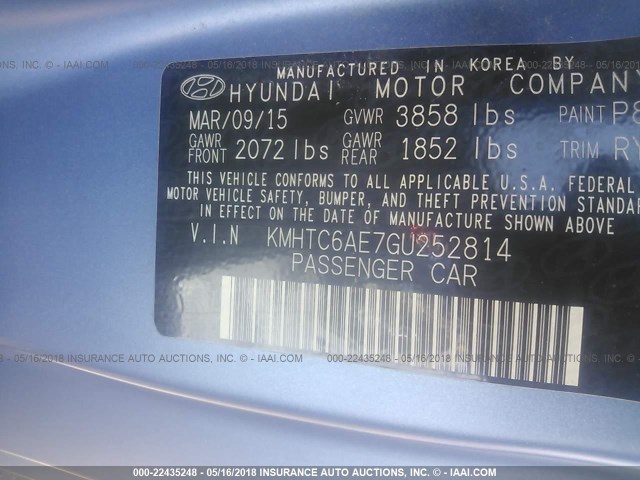 MANUFACTURED IN KOREA BY
HYUNDAI MOTOR COMPANY
MAR/09/15 GVWR 3858 lbs PAINT
GAWR FRONT 2072 lbs GAWR REAR 1852 lbs TRIM
THIS VEHICLE CONFORMS TO ALL APPLICABLE U.S.A. FEDERAL
MOTOR VEHICLE SAFETY, BUMPER, AND THEFT PREVENTION
IN EFFECT ON THE DATE OF MANUFACTURE SHOWN ABOVE
V.I.N KMHTC6AE7GU252814
PASSENGER CAR
000-22435248 - 05/16/2018 INSURANCE AUTO AUCTIONS, INC. - © IAAI.COM